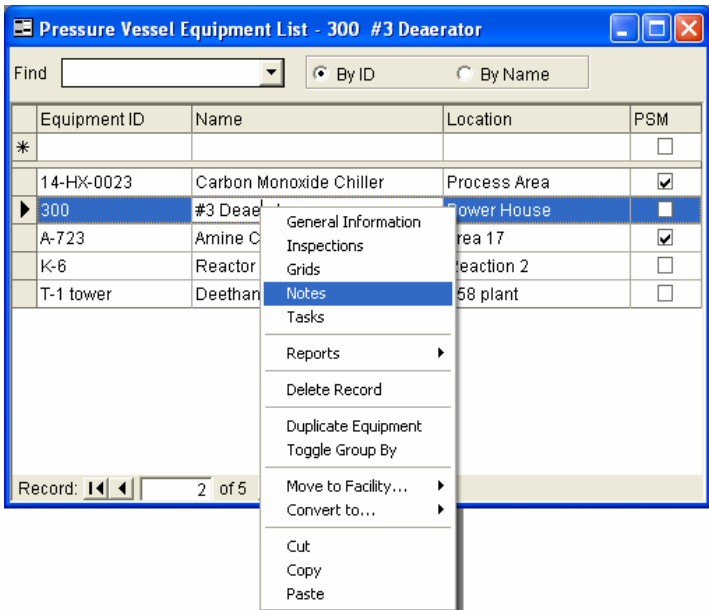 Pressure Vessel Equipment List - 300 #3 Deaerator
Find By ID By Name
Equipment ID Name Location PSM
14-HX-0023 Carbon Monoxide Chiller Process Area
300 #3 Deae Power House
A-723 Amine C rea 17
K-6 Reactor eaction 2
T-1 tower Deethan 58 plant
General Information
Inspections
Grids
Notes
Tasks
Reports
Delete Record
Duplicate Equipment
Toggle Group By
Move to Facility...
Convert to...
Cut
Copy
Paste
Record: 2 of 5